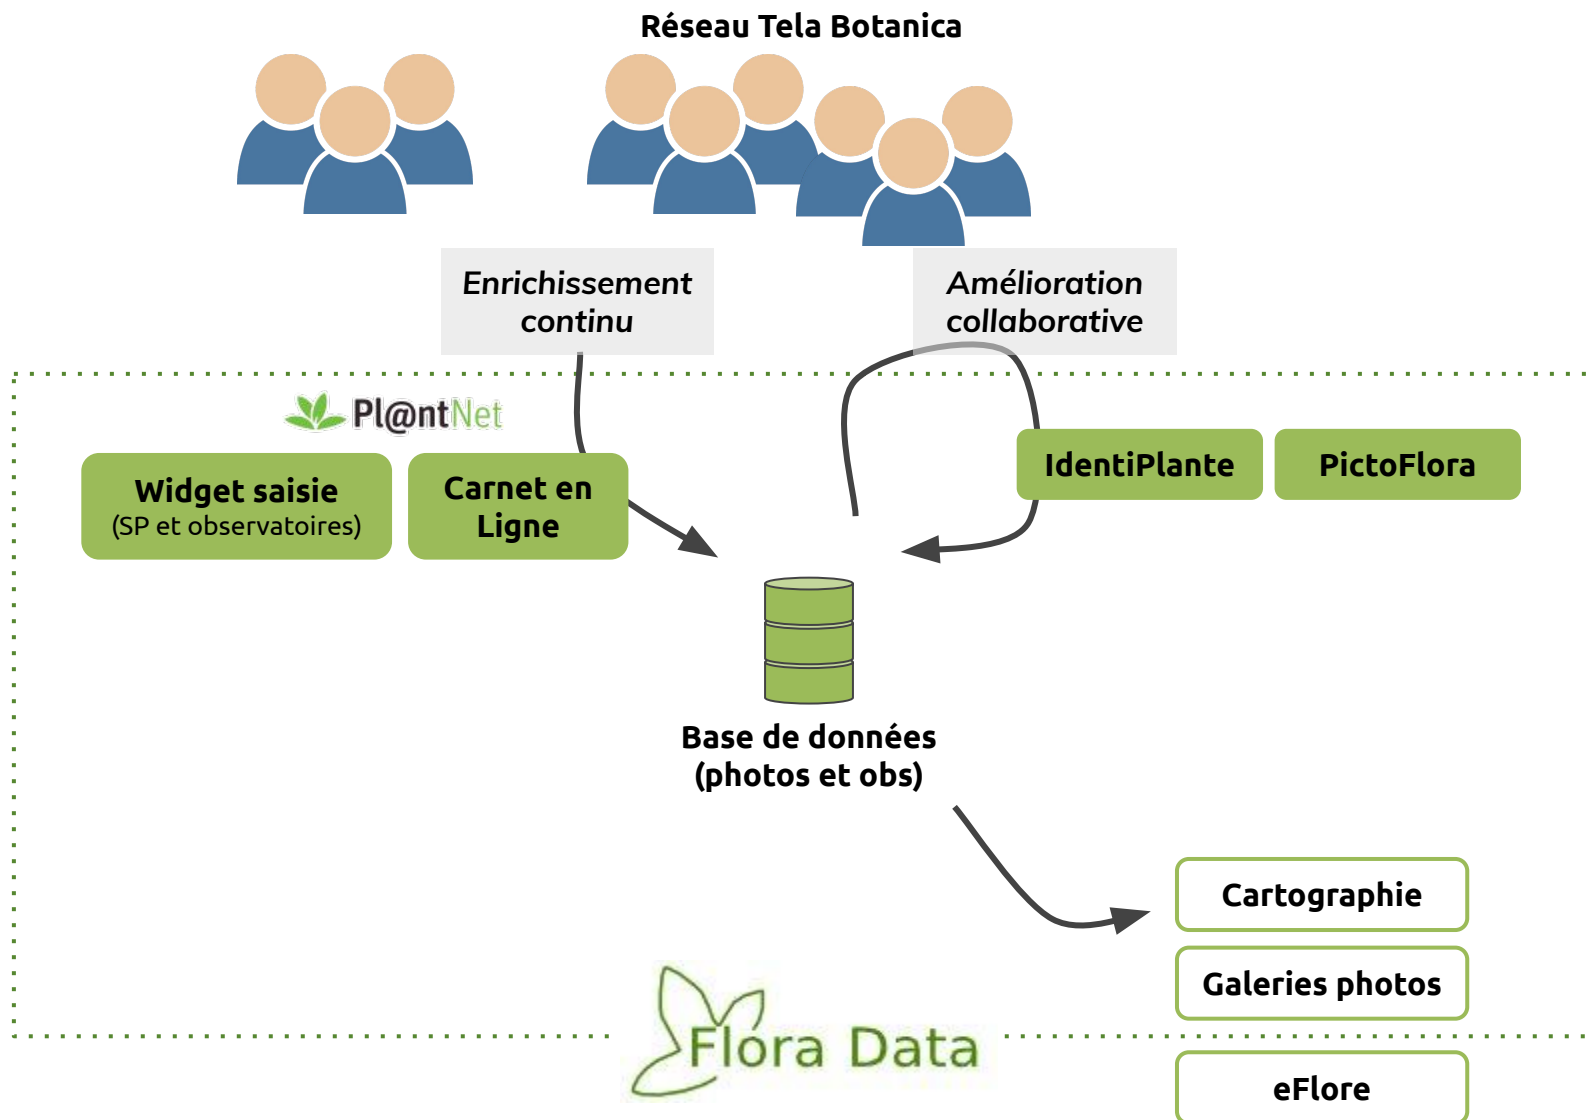 Réseau Tela Botanica
Enrichissement
continu
Amélioration
collaborative
Pl@ntNet
Widget saisie
(SP et observatoires)
Carnet en
Ligne
IdentiPlante
PictoFlora
Base de données
(photos et obs)
Cartographie
Galeries photos
Flora Data
eFlore